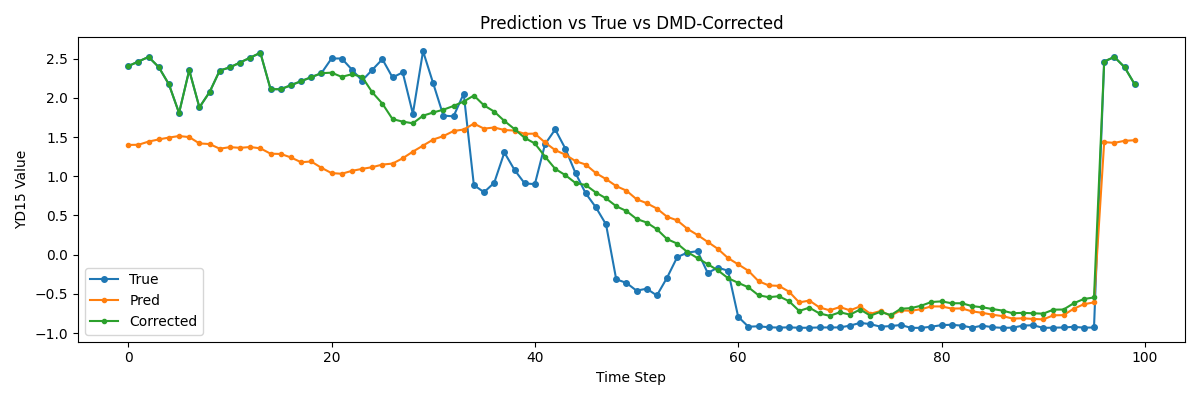 Prediction vs True vs DMD-Corrected
YD15 Value
2.5
2.0
1.5
1.0
0.5
0.0
−0.5
−1.0
True
Pred
Corrected
0
20
40
60
80
100
Time Step